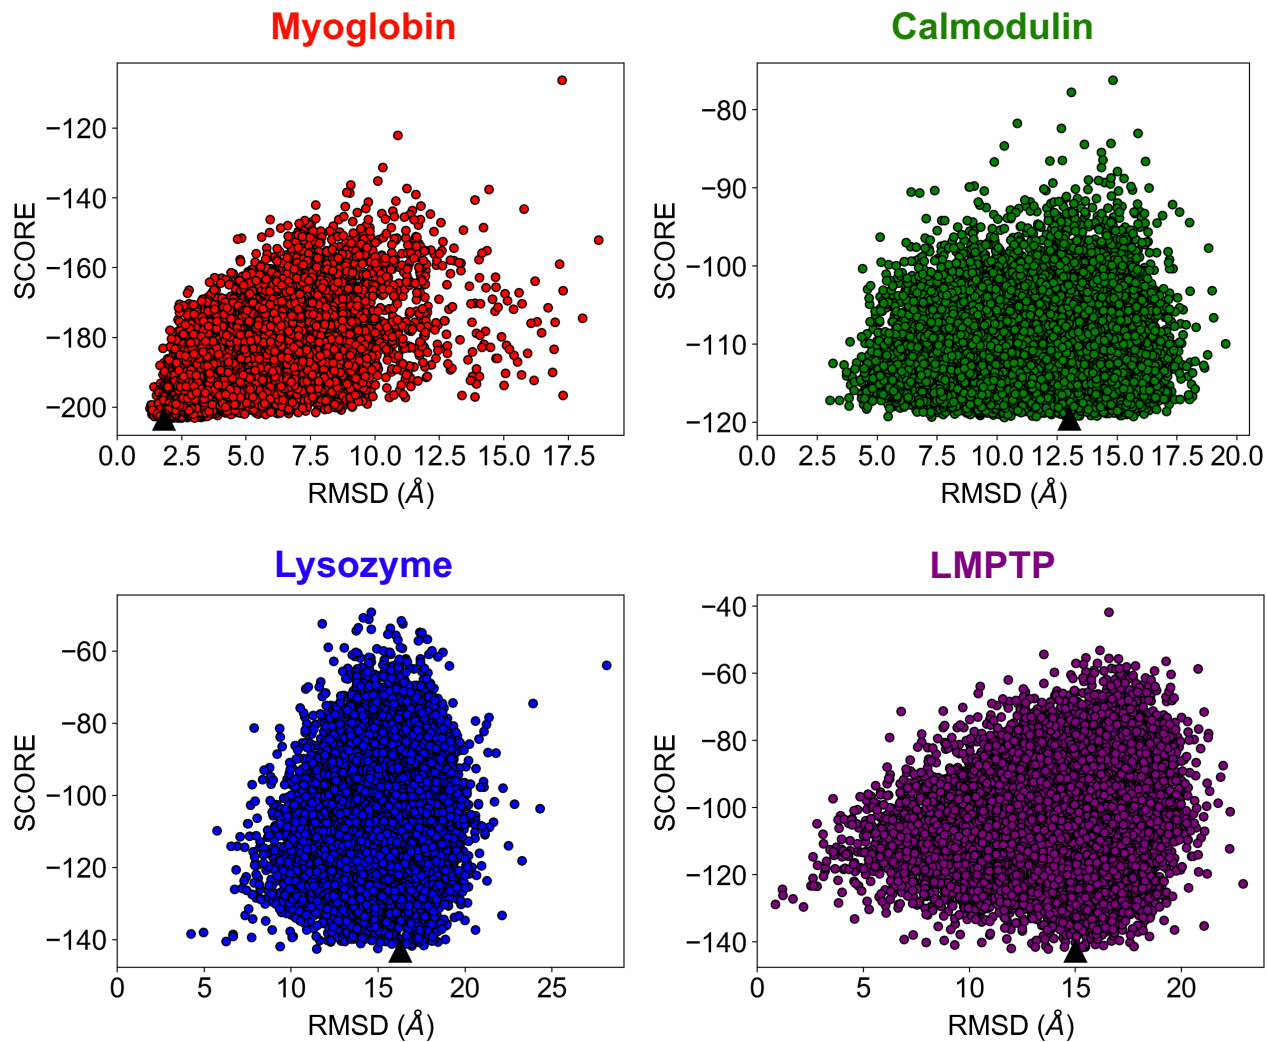 Myoglobin
SCORE
−120
−140
−160
−180
−200
0.0 2.5 5.0 7.5 10.0 12.5 15.0 17.5
RMSD (Å)
Calmodulin
SCORE
−80
−90
−100
−110
−120
0.0 2.5 5.0 7.5 10.0 12.5 15.0 17.5 20.0
RMSD (Å)
Lysozyme
SCORE
−60
−80
−100
−120
−140
0 5 10 15 20 25
RMSD (Å)
LMPTP
SCORE
−40
−60
−80
−100
−120
−140
0 5 10 15 20
RMSD (Å)